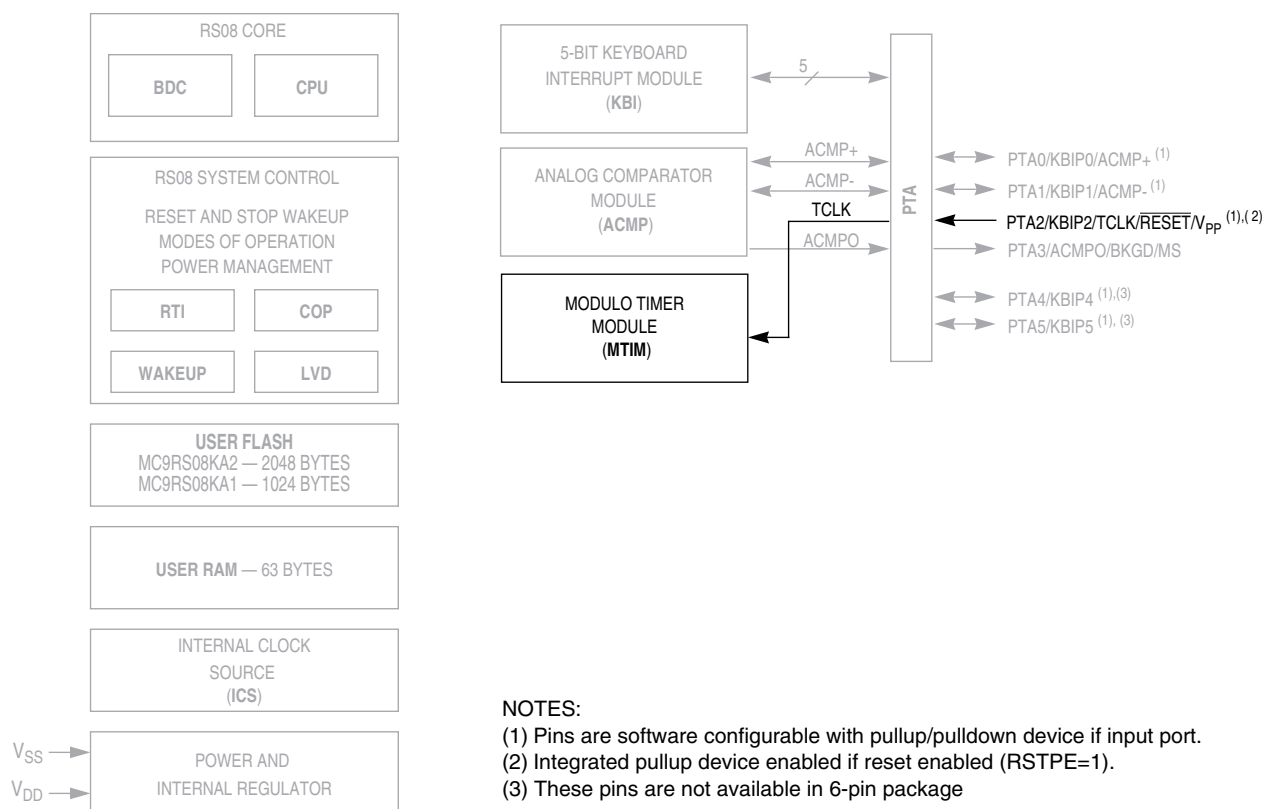 RS08 CORE
BDC
CPU
RS08 SYSTEM CONTROL
RESET AND STOP WAKEUP
MODES OF OPERATION
POWER MANAGEMENT
RTI
COP
WAKEUP
LVD
USER FLASH
MC9RS08KA2 — 2048 BYTES
MC9RS08KA1 — 1024 BYTES
USER RAM — 63 BYTES
INTERNAL CLOCK
SOURCE
(ICS)
VSS
VDD
POWER AND
INTERNAL REGULATOR
5-BIT KEYBOARD
INTERRUPT MODULE
(KBI)
5
ANALOG COMPARATOR
MODULE
(ACMP)
ACMP+
ACMP-
TCLK
ACMPO
MODULO TIMER
MODULE
(MTIM)
PTA
PTA0/KBIP0/ACMP+ (1)
PTA1/KBIP1/ACMP- (1)
PTA2/KBIP2/TCLK/RESET/VPP (1),( 2)
PTA3/ACMPO/BKGD/MS
PTA4/KBIP4 (1),(3)
PTA5/KBIP5 (1), (3)
NOTES:
(1) Pins are software configurable with pullup/pulldown device if input port.
(2) Integrated pullup device enabled if reset enabled (RSTPE=1).
(3) These pins are not available in 6-pin package